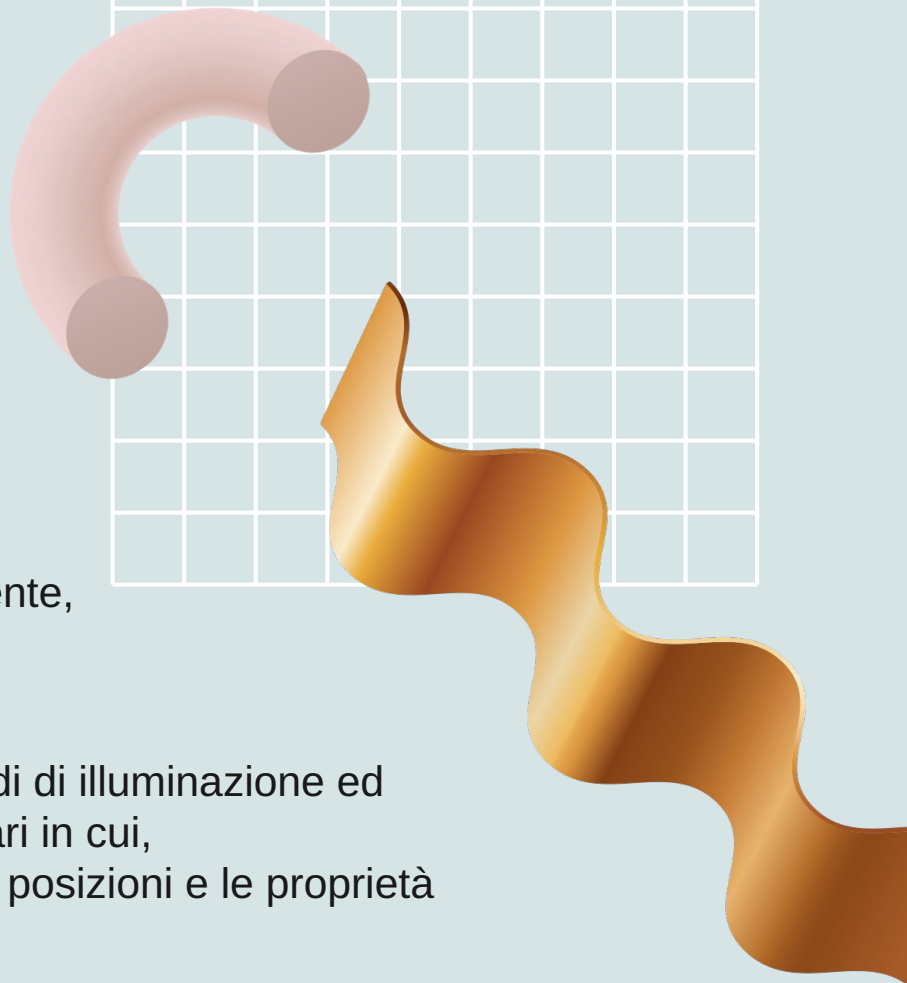 ente,
di di illuminazione ed
ari in cui,
posizioni e le proprietà